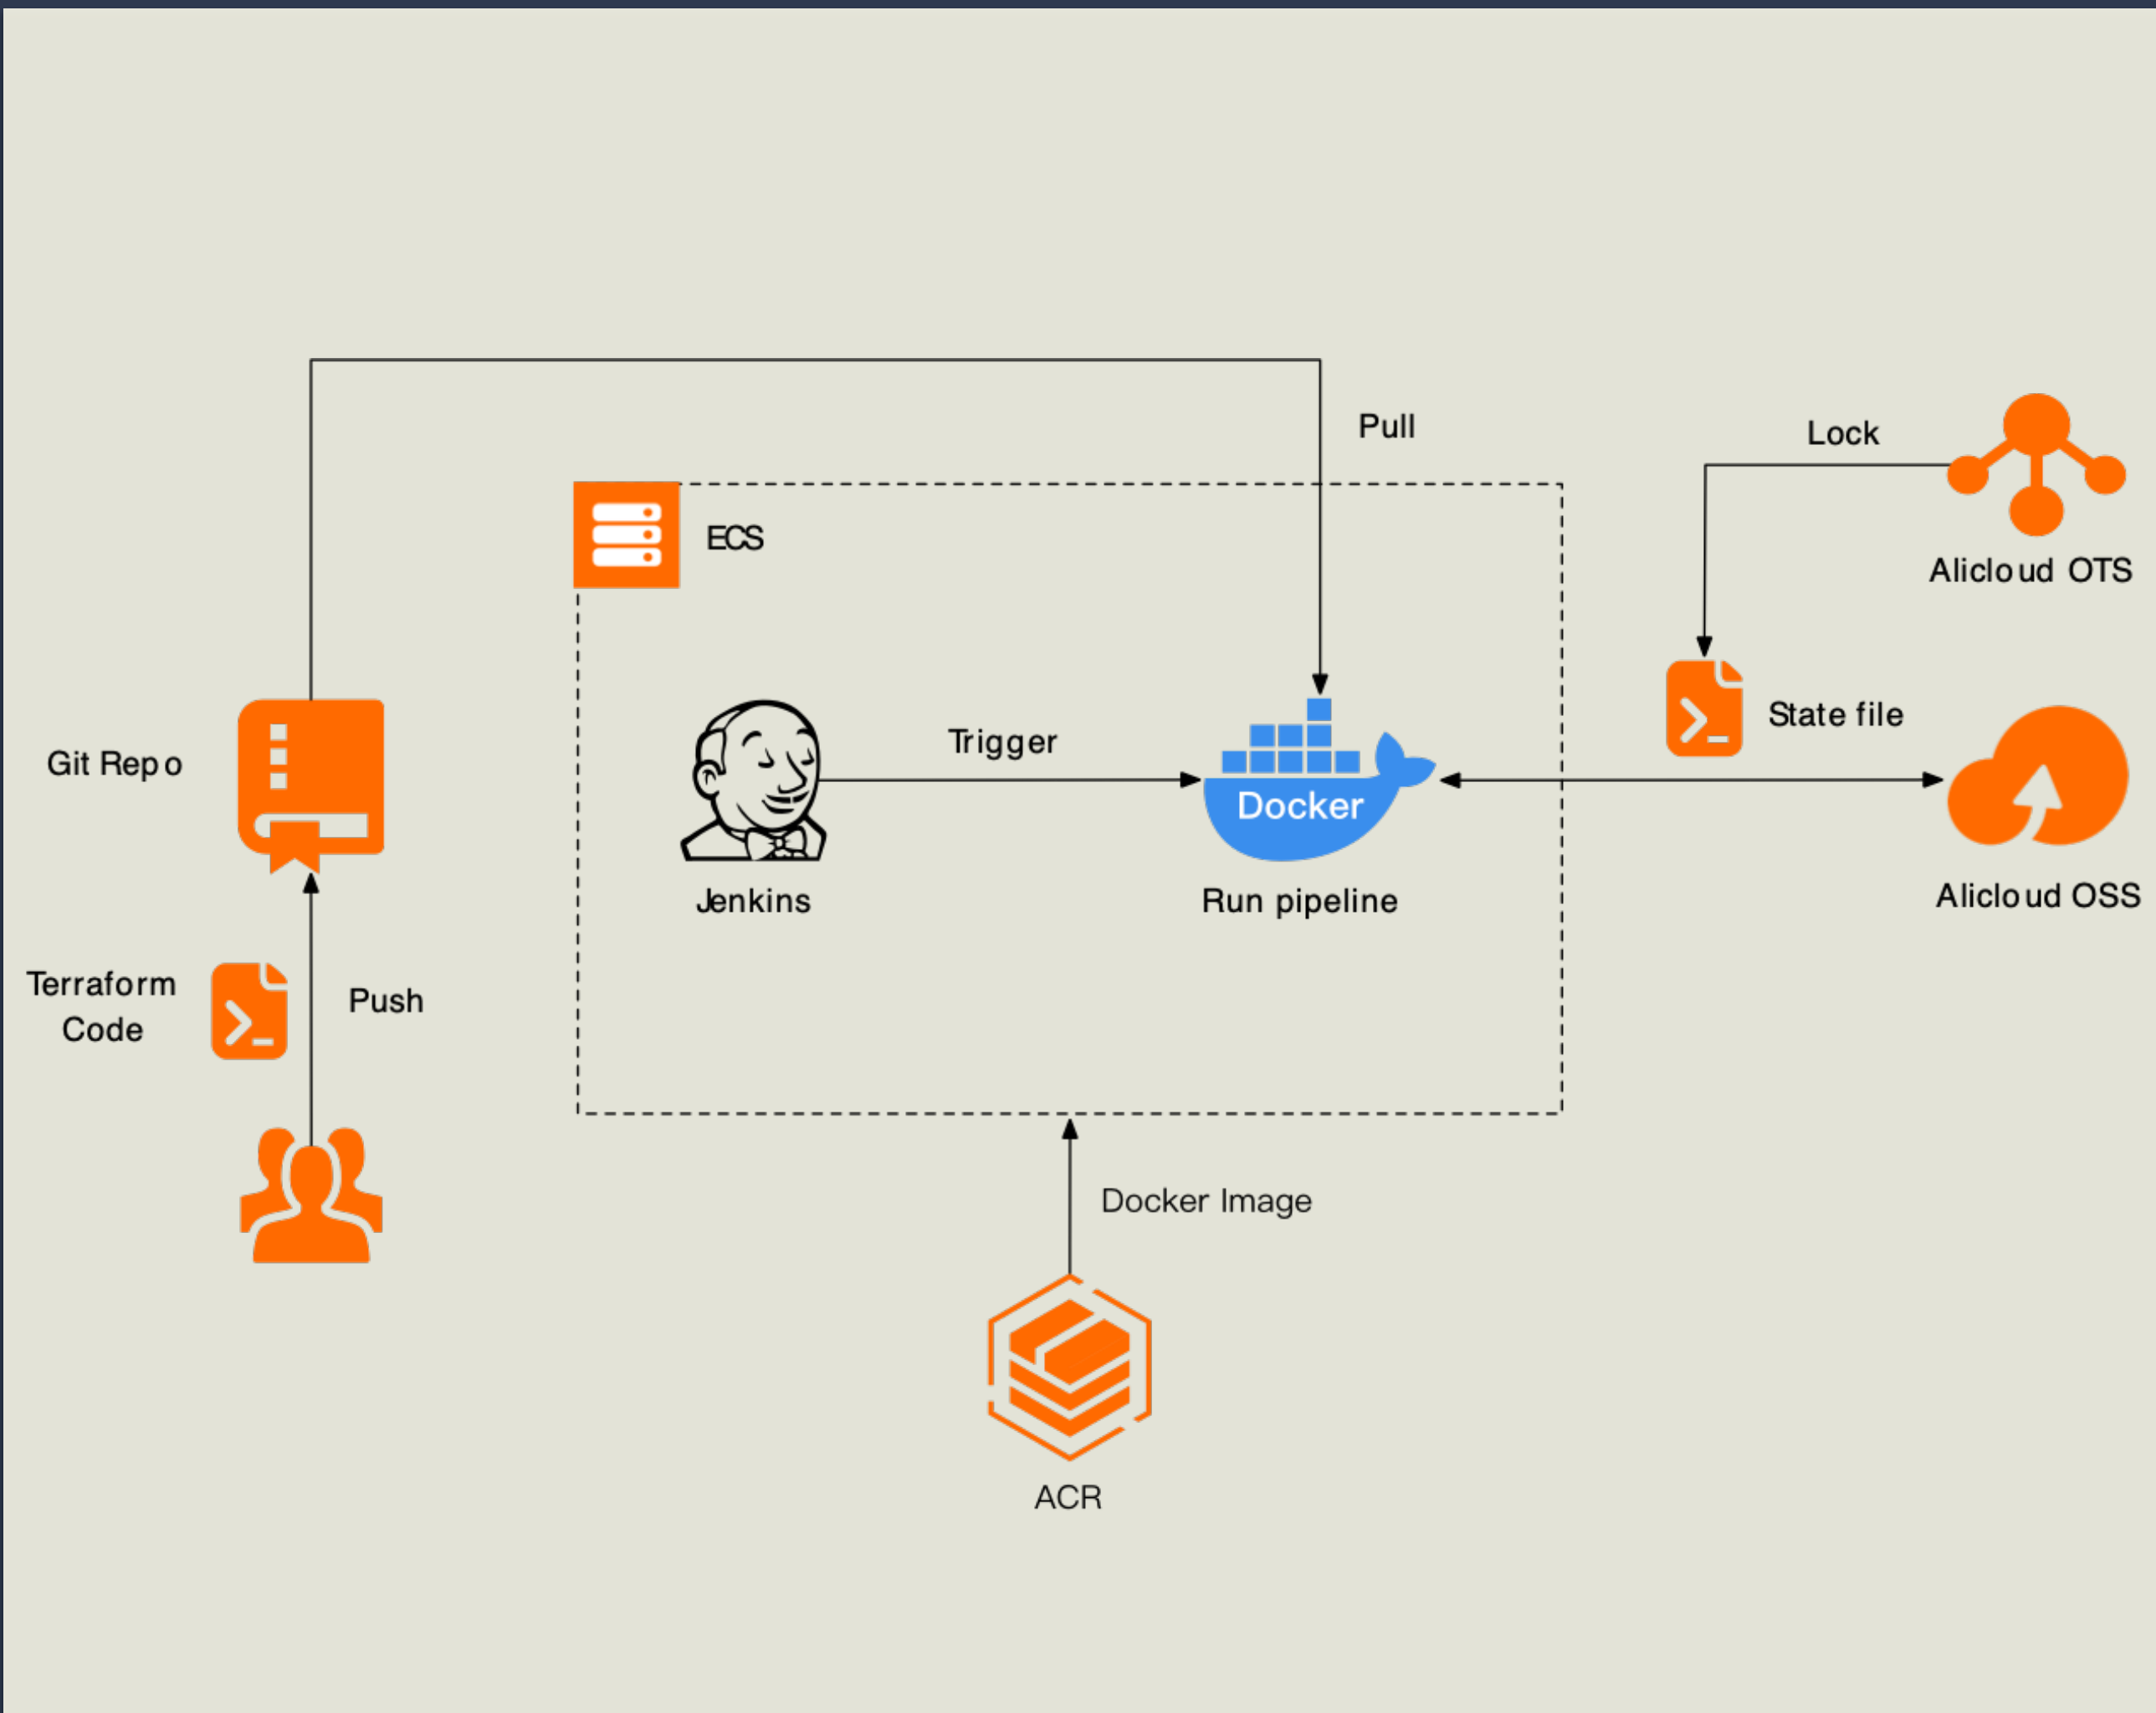 Pull
Lock
ECS
Alicloud OTS
State file
Git Repo
Trigger
Docker
Jenkins
Run pipeline
Alicloud OSS
Terraform
Code
Push
Docker Image
ACR